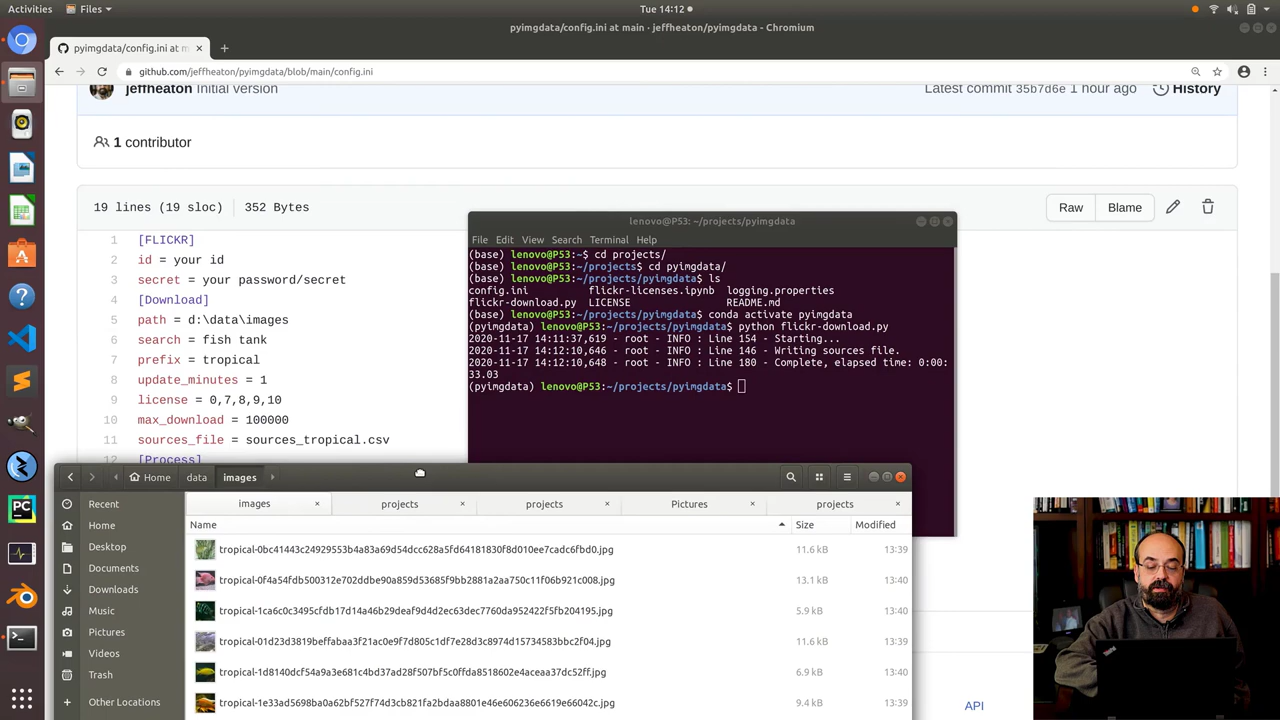 Activities
Files
Tue 14:12
pyimgdata/config.ini at main · jeffheaton/pyimgdata - Chromium
pyimgdata/config.ini at m
github.com/jeffheaton/pyimgdata/blob/main/config.ini
jeffheaton Initial version
Latest commit 35b7d6e 1 hour ago
History
1 contributor
19 lines (19 sloc)
352 Bytes
Raw
Blame
1 [FLICKR]
2 id = your id
3 secret = your password/secret
4 [Download]
5 path = d:\data\images
6 search = fish tank
7 prefix = tropical
8 update_minutes = 1
9 license = 0,7,8,9,10
10 max_download = 100000
11 sources_file = sources_tropical.csv
12 [Process]
lenovo@P53: ~/projects/pyimgdata
File Edit View Search Terminal Help
(base) lenovo@P53:~$ cd projects/
(base) lenovo@P53:~/projects$ cd pyimgdata/
(base) lenovo@P53:~/projects/pyimgdata$ ls
config.ini flickr-licenses.ipynb logging.properties
flickr-download.py LICENSE README.md
(base) lenovo@P53:~/projects/pyimgdata$ conda activate pyimgdata
(pyimgdata) lenovo@P53:~/projects/pyimgdata$ python flickr-download.py
2020-11-17 14:11:37,619 - root - INFO : Line 154 - Starting...
2020-11-17 14:12:10,646 - root - INFO : Line 146 - Writing sources file.
2020-11-17 14:12:10,648 - root - INFO : Line 180 - Complete, elapsed time: 0:00:
33.03
(pyimgdata) lenovo@P53:~/projects/pyimgdata$
Home
data
images
images
projects
projects
Pictures
projects
Recent
Home
Desktop
Documents
Downloads
Music
Pictures
Videos
Trash
Other Locations
Name Size Modified
tropical-0bc41443c24929553b4a83a69d54dcc628a5fd64181830f8d010ee7cadc6fbd0.jpg 11.6 kB 13:39
tropical-0f4a54fdb500312e702ddbe90a859d53685f9bb2881a2aa750c11f06b921c008.jpg 13.1 kB 13:40
tropical-1ca6c0c3495cfdb17d14a46b29deaf9d4d2ec63dec7760da952422f5fb204195.jpg 5.9 kB 13:40
tropical-01d23d3819beffabaa3f21ac0e9f7d805c1df7e28d3c8974d15734583bbc2f04.jpg 11.6 kB 13:39
tropical-1d8140dcf54a9a3e681c4bd37ad28f507bf5c0ffda8518602e4aceaa37dc52ff.jpg 6.9 kB 13:40
tropical-1e33ad5698ba0a62bf527f74d3cb821fa2bdaa8801e46e606236e6619e66042c.jpg 9.4 kB 13:39
API